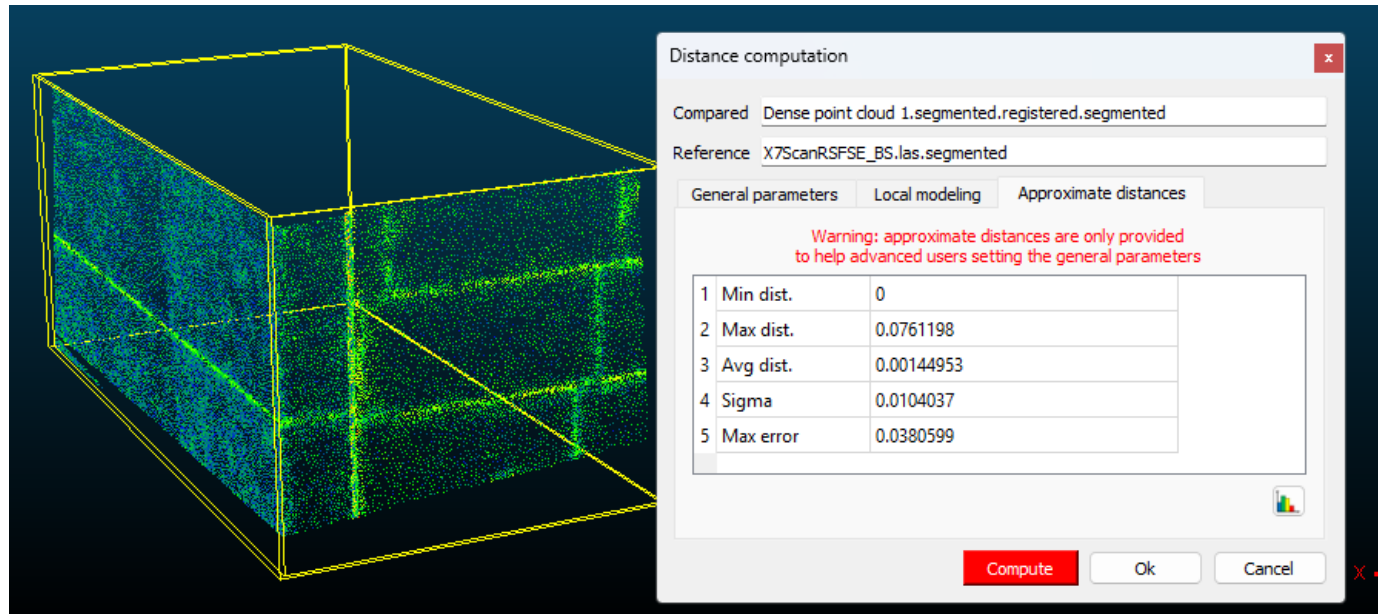 Distance computation
x
Compared Dense point cloud 1.segmented.registered.segmented
Reference X7ScanRSFSE_BS.las.segmented
General parameters Local modeling Approximate distances
Warning: approximate distances are only provided
to help advanced users setting the general parameters
1 Min dist. 0
2 Max dist. 0.0761198
3 Avg dist. 0.00144953
4 Sigma 0.0104037
5 Max error 0.0380599
Compute Ok Cancel
X